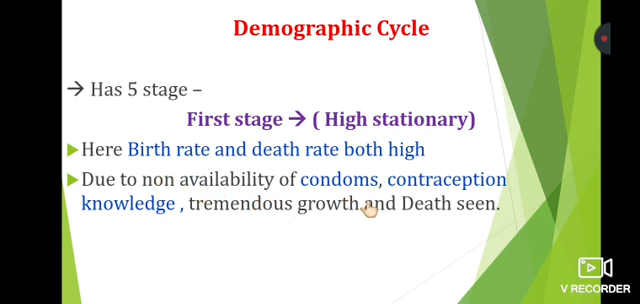 Demographic Cycle
→ Has 5 stage –
First stage → ( High stationary)
Here Birth rate and death rate both high
Due to non availability of condoms, contraception
knowledge , tremendous growth and Death seen.
V RECORDER